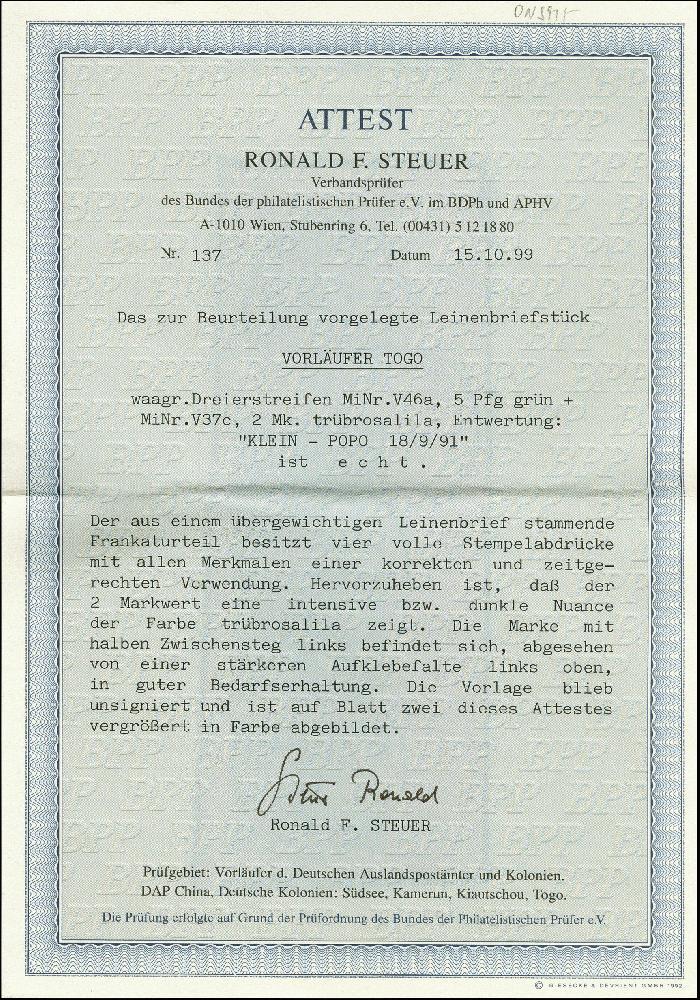 ATTEST
RONALD F. STEUER
Verbandsprüfer
des Bundes der philatelistischen Prüfer e.V. im BDPh und APHV
A-1010 Wien, Stubenring 6, Tel. (00431) 5 12 18 80
Nr. 137 Datum 15.10.99
Das zur Beurteilung vorgelegte Leinenbriefstück
VORLÄUFER TOGO
waagr.Dreierstreifen MiNr.V46a, 5 Pfg grün +
MiNr.V37c, 2 Mk. trübrosalila, Entwertung:
"KLEIN - POPO 18/9/91"
ist e c h t .
Der aus einem übergewichtigen Leinenbrief stammende
Frankaturteil besitzt vier volle Stempelabdrücke
mit allen Merkmalen einer korrekten und zeitge-
rechten Verwendung. Hervorzuheben ist, daß der
2 Markwert eine intensive bzw. dunkle Nuance
der Farbe trübrosalila zeigt. Die Marke mit
halben Zwischensteg links befindet sich, abgesehen
von einer stärkeren Aufklebefalte links oben,
in guter Bedarfserhaltung. Die Vorlage blieb
unsigniert und ist auf Blatt zwei dieses Attestes
vergrößert in Farbe abgebildet.
Steuer Ronald
Ronald F. STEUER
Prüfgebiet: Vorläufer d. Deutschen Auslandspostämter und Kolonien.
DAP China, Deutsche Kolonien: Südsee, Kamerun, Kiautschou, Togo.
Die Prüfung erfolgte auf Grund der Prüfordnung des Bundes der Philatelistischen Prüfer e.V.
© GIESECKE & DEVRIENT GMBH 1992